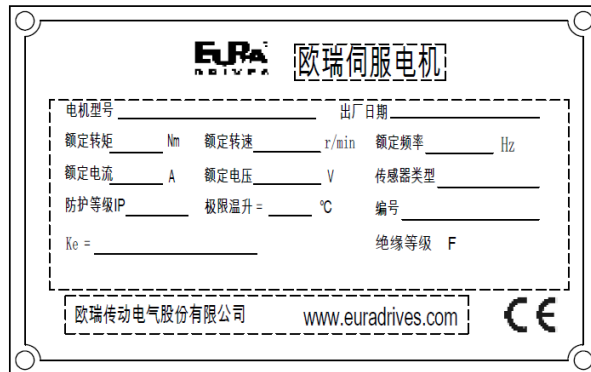 EURA DRIVES 欧瑞伺服电机
电机型号 出厂日期
额定转矩 Nm 额定转速 r/min 额定频率 Hz
额定电流 A 额定电压 V 传感器类型
防护等级IP 极限温升 = ℃ 编号
Ke = 绝缘等级 F
欧瑞传动电气股份有限公司 www.euradrives.com CE